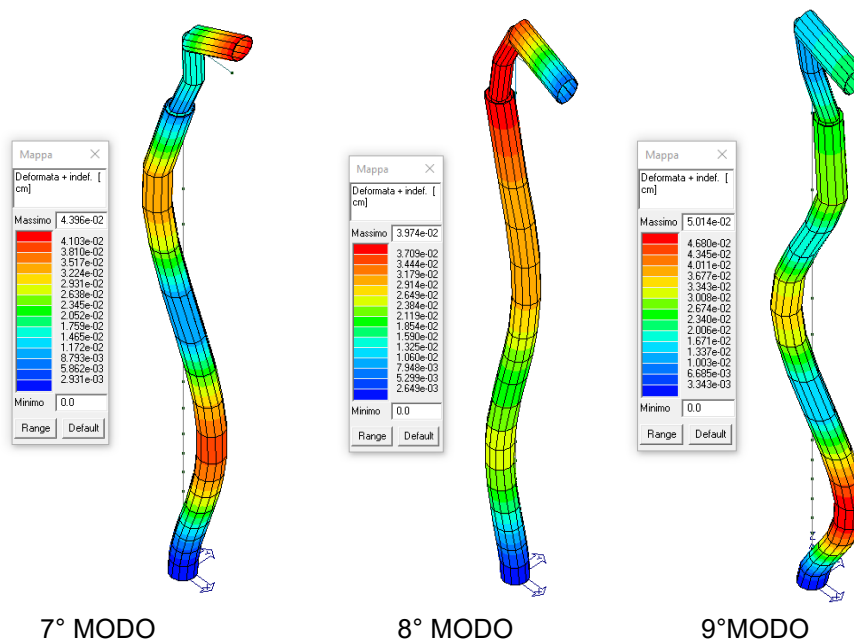 Mappa
Deformata + indef. [
cm]
Massimo 4.396e-02
4.103e-02
3.810e-02
3.517e-02
3.224e-02
2.931e-02
2.638e-02
2.345e-02
2.052e-02
1.759e-02
1.465e-02
1.172e-02
8.793e-03
5.862e-03
2.931e-03
Minimo 0.0
Range Default
Mappa
Deformata + indef. [
cm]
Massimo 3.974e-02
3.709e-02
3.444e-02
3.179e-02
2.914e-02
2.649e-02
2.384e-02
2.119e-02
1.854e-02
1.590e-02
1.325e-02
1.060e-02
7.948e-03
5.299e-03
2.649e-03
Minimo 0.0
Range Default
Mappa
Deformata + indef. [
cm]
Massimo 5.014e-02
4.680e-02
4.345e-02
4.011e-02
3.677e-02
3.343e-02
3.008e-02
2.674e-02
2.340e-02
2.006e-02
1.671e-02
1.337e-02
1.003e-02
6.685e-03
3.343e-03
Minimo 0.0
Range Default
7° MODO
8° MODO
9°MODO